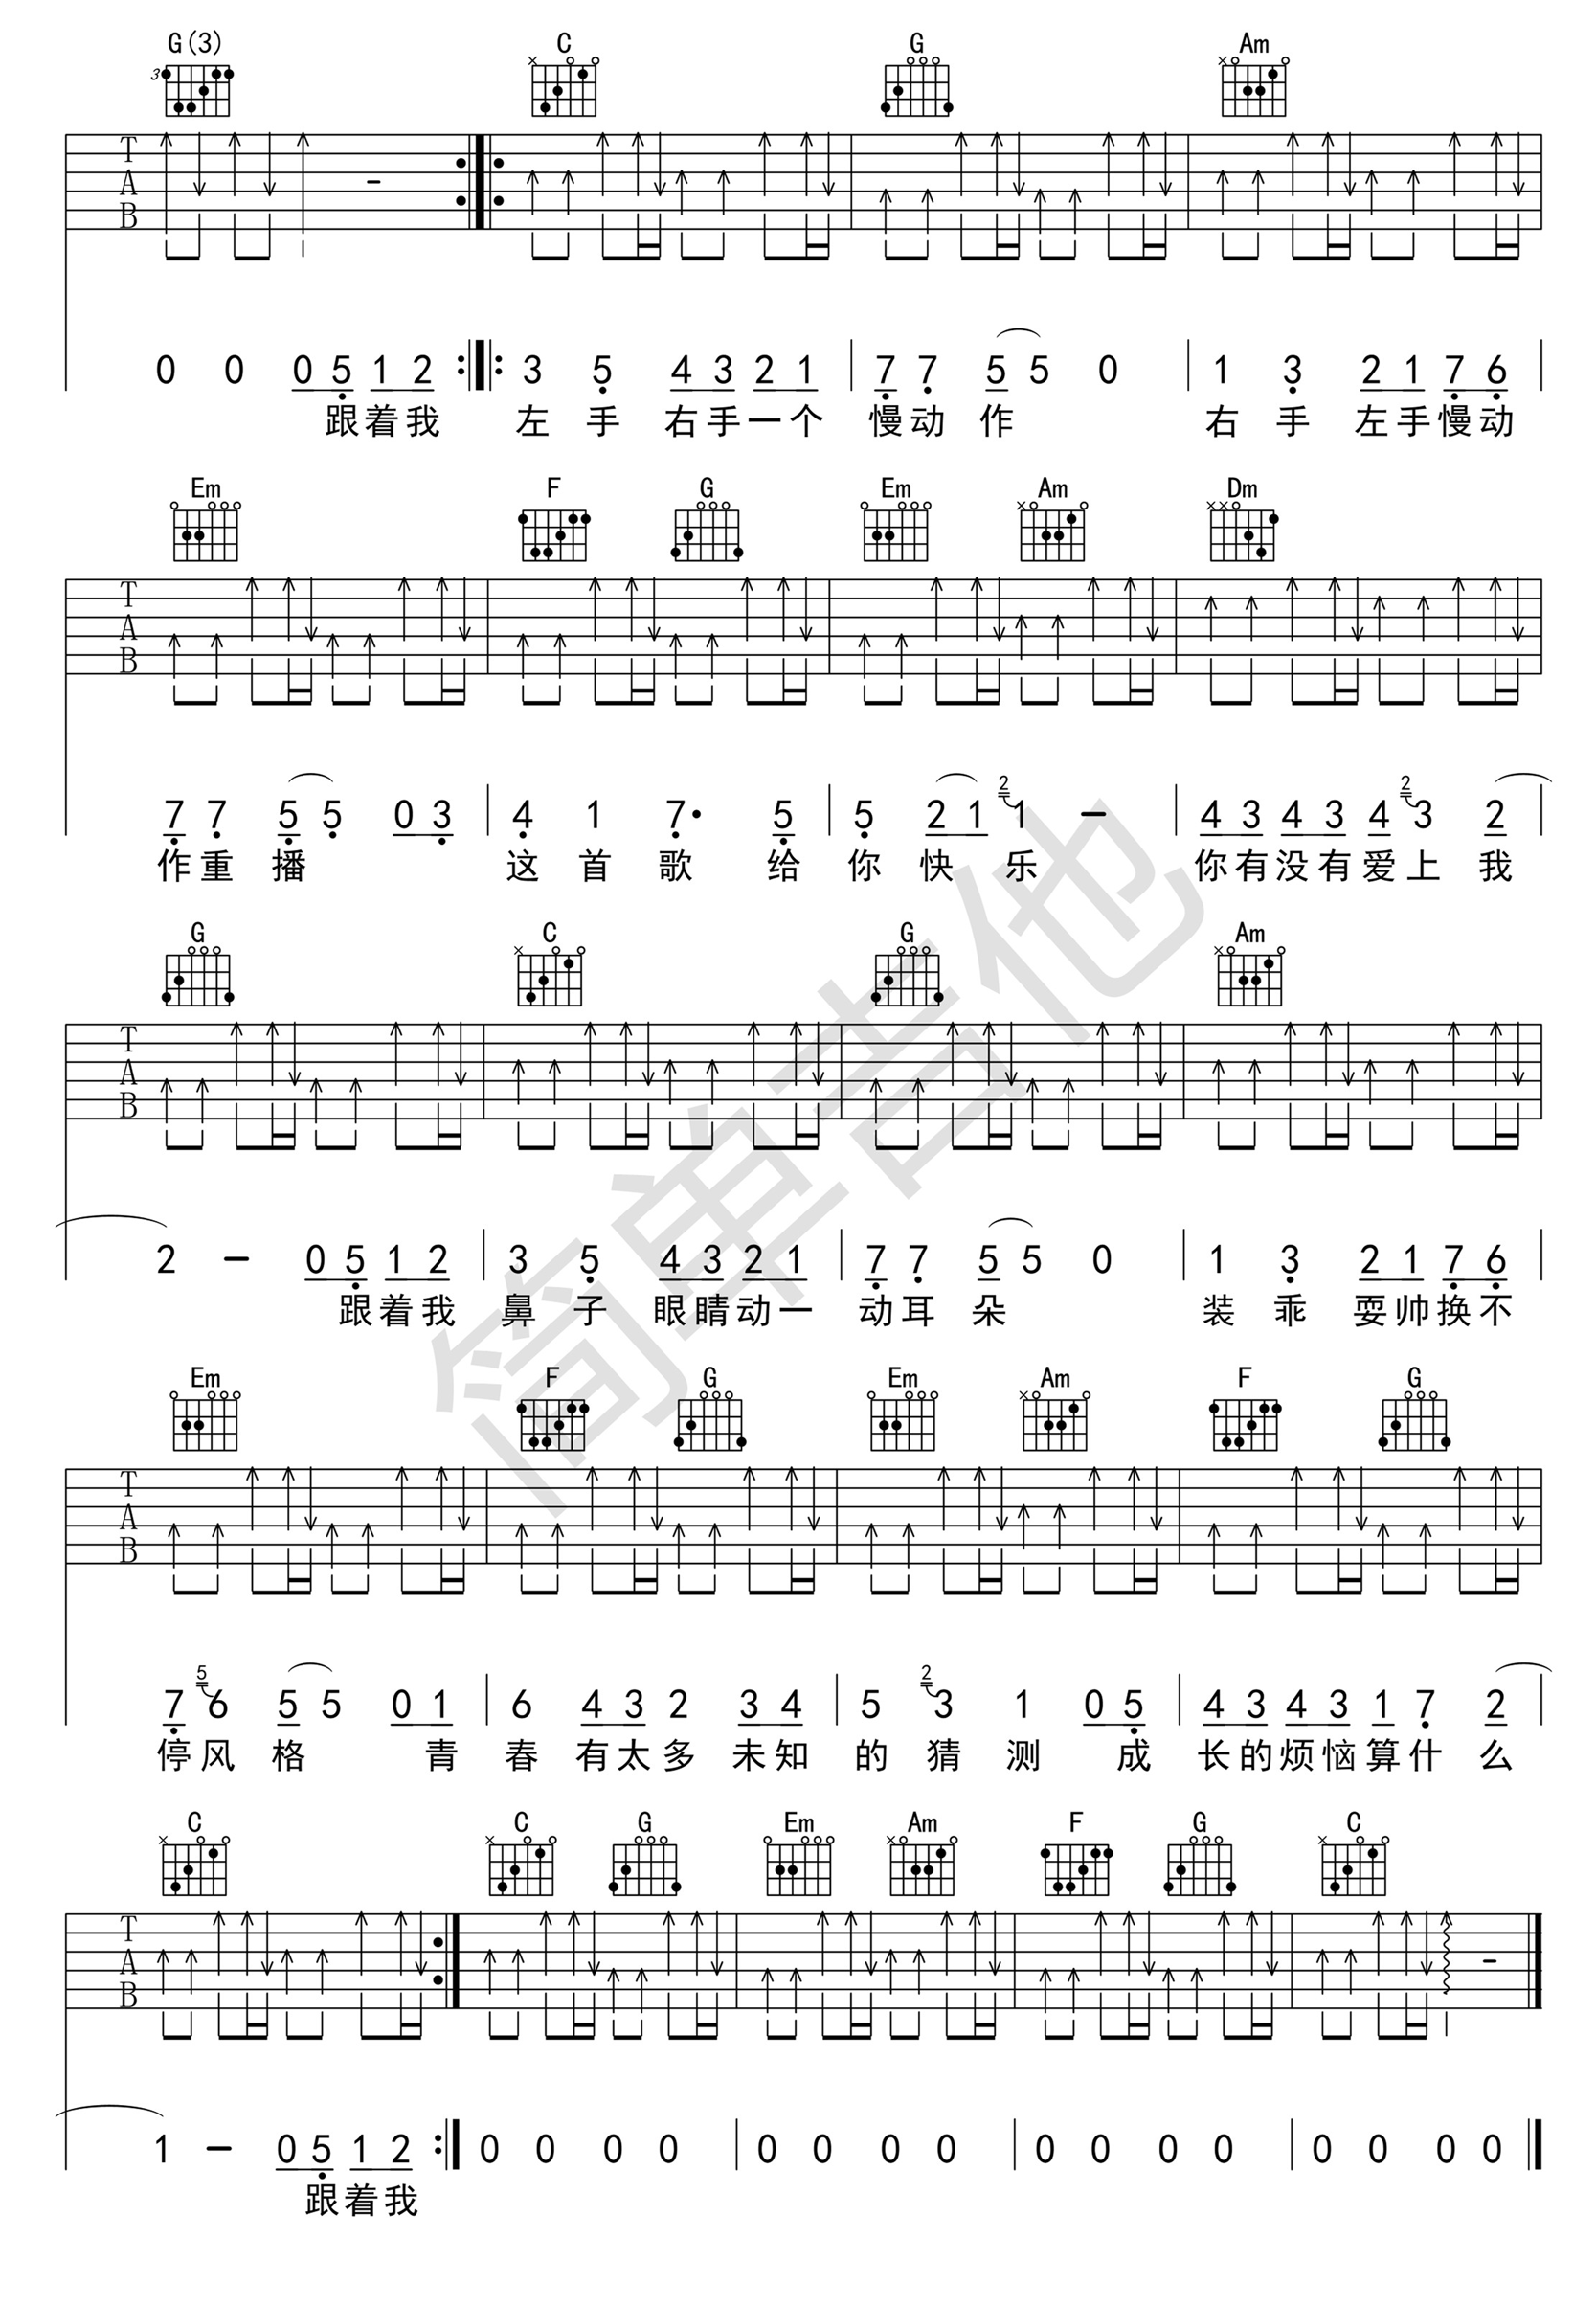 G(3) C G Am
3
T
A
B
0 0 0 5 1 2 3 5 4 3 2 1 7 7 5 5 0 1 3 2 1 7 6
跟着我 左 手 右手一个 慢动 作 右 手 左手慢动
Em F G Em Am Dm
T
A
B
7 7 5 5 0 3 4 1 7· 5 5 2 1 2 1 - 4 3 4 3 4 2 3 2
作重 播 这 首 歌 给 你 快 乐 你有没有爱上 我
G C G Am
T
A
B
2 - 0 5 1 2 3 5 4 3 2 1 7 7 5 5 0 1 3 2 1 7 6
跟着我 鼻 子 眼睛动一 动耳 朵 装 乖 耍帅换不
Em F G Em Am F G
T
A
B
7 5 6 5 5 0 1 6 4 3 2 3 4 5 2 3 1 0 5 4 3 4 3 1 7 2
停风 格 青 春 有太多 未知 的 猜 测 成 长的烦恼算什 么
C C G Em Am F G C
T
A
B
1 - 0 5 1 2 0 0 0 0 0 0 0 0 0 0 0 0 0 0 0 0
跟着我
简单吉他